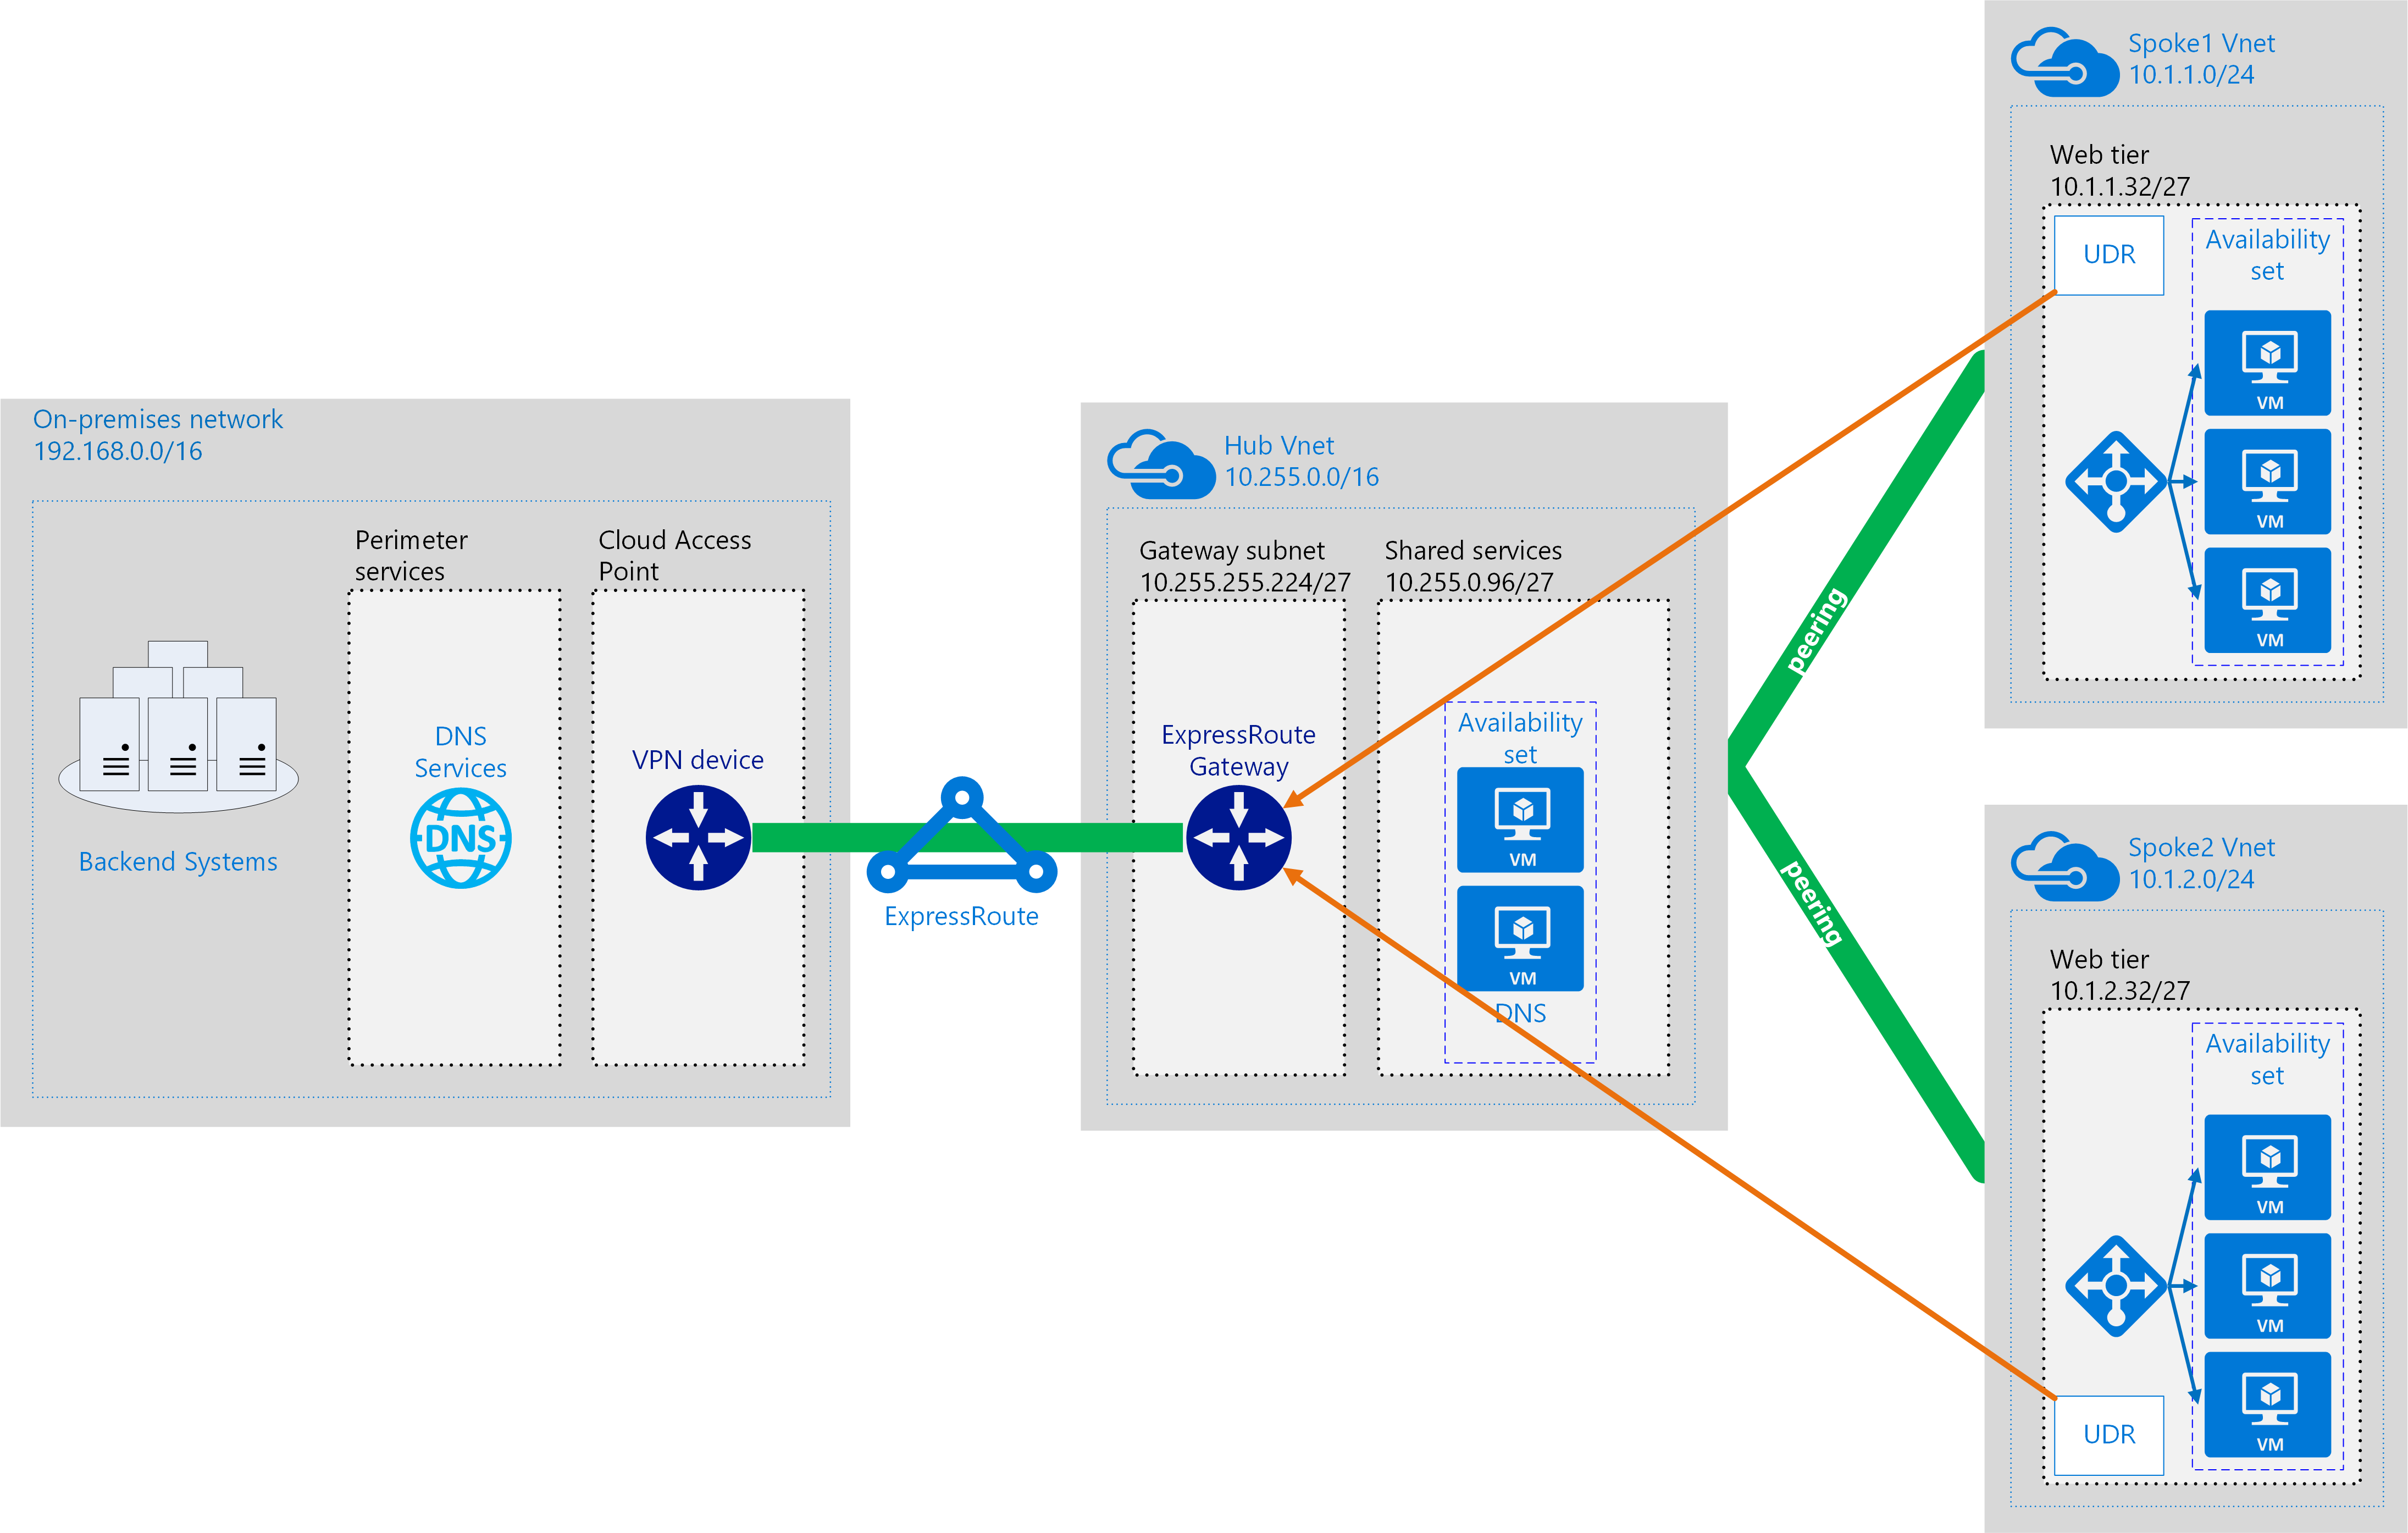 On-premises network
192.168.0.0/16
Backend Systems
Perimeter
services
DNS
Services
DNS
Cloud Access
Point
VPN device
ExpressRoute
Hub Vnet
10.255.0.0/16
Gateway subnet
10.255.255.224/27
ExpressRoute
Gateway
Shared services
10.255.0.96/27
Availability
set
VM
VM
DNS
peering
peering
Spoke1 Vnet
10.1.1.0/24
Web tier
10.1.1.32/27
UDR
Availability
set
VM
VM
VM
Spoke2 Vnet
10.1.2.0/24
Web tier
10.1.2.32/27
Availability
set
VM
VM
VM
UDR